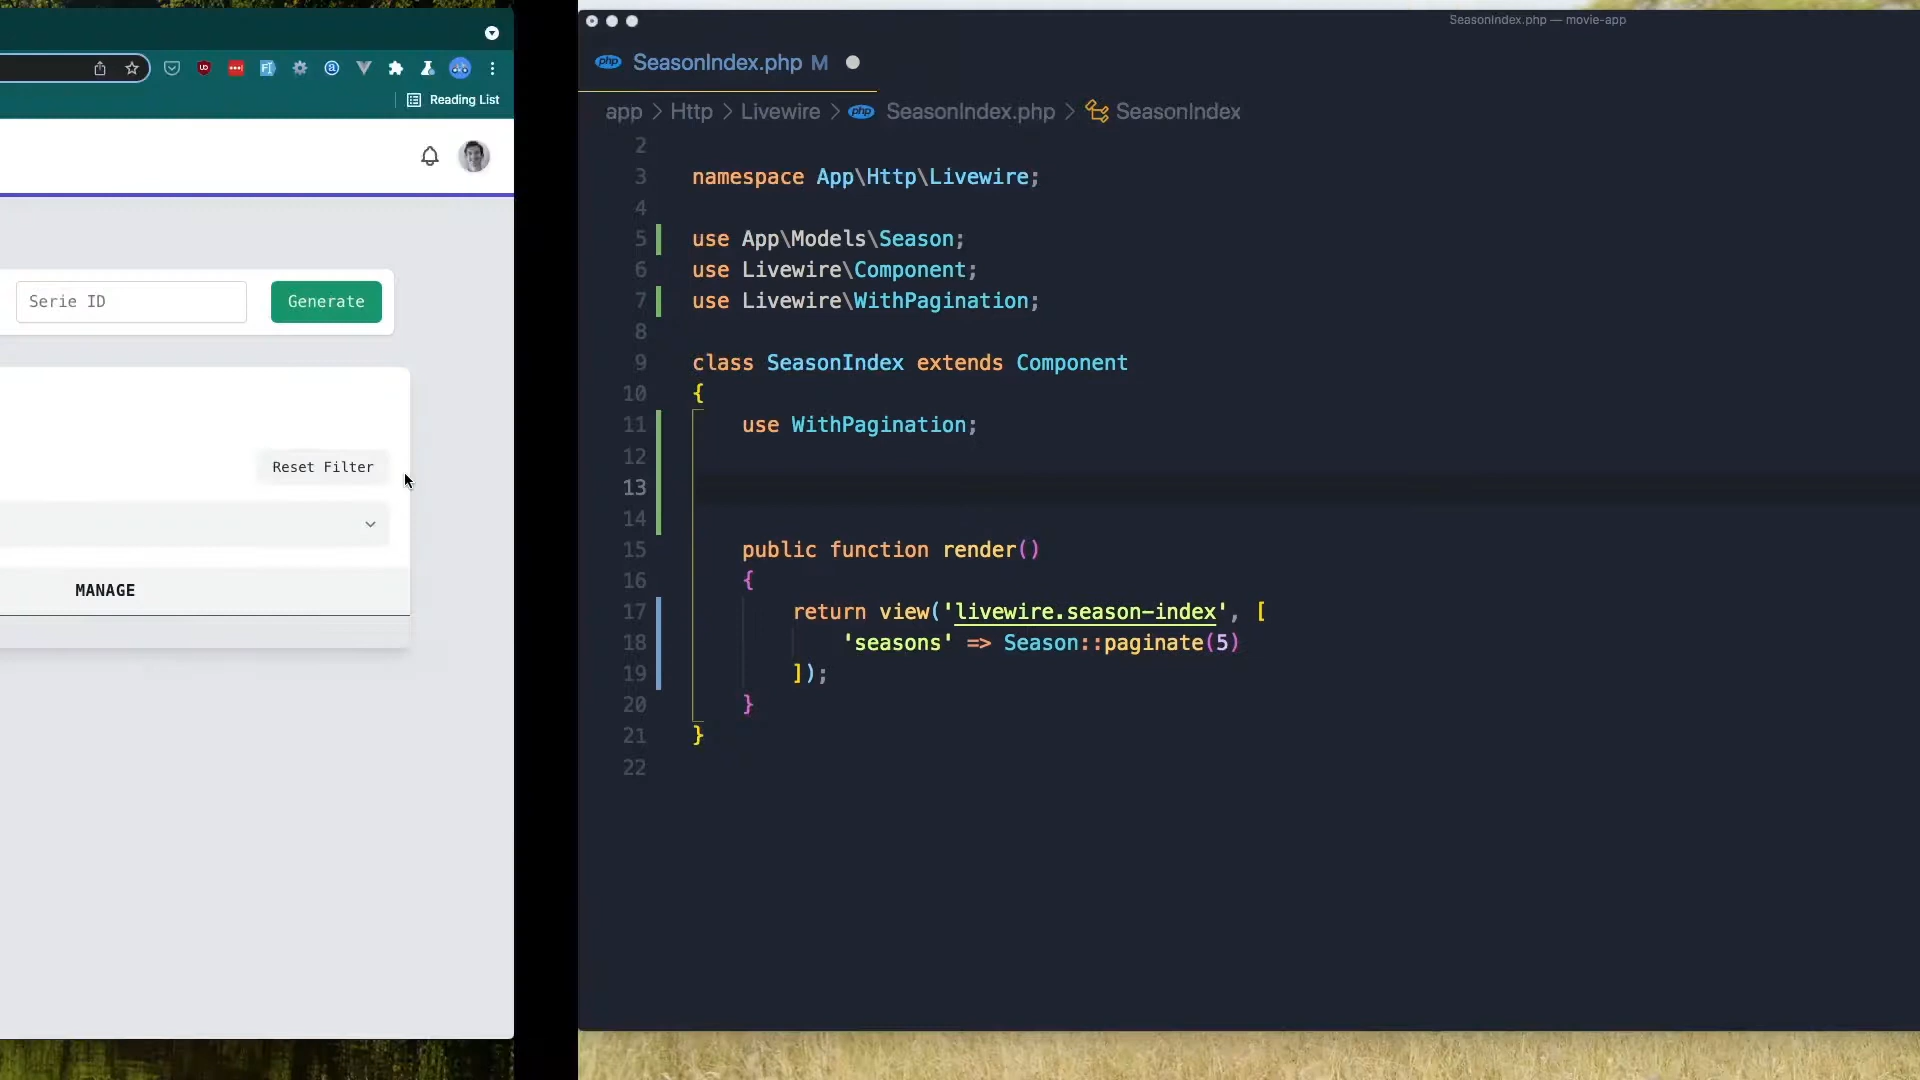 Reading List
Serie ID
Generate
Reset Filter
MANAGE
SeasonIndex.php — movie-app
php SeasonIndex.php M
app > Http > Livewire > php SeasonIndex.php > SeasonIndex
2
3 namespace App\Http\Livewire;
4
5 use App\Models\Season;
6 use Livewire\Component;
7 use Livewire\WithPagination;
8
9 class SeasonIndex extends Component
10 {
11 use WithPagination;
12
13
14
15 public function render()
16 {
17 return view('livewire.season-index', [
18 'seasons' => Season::paginate(5)
19 ]);
20 }
21 }
22